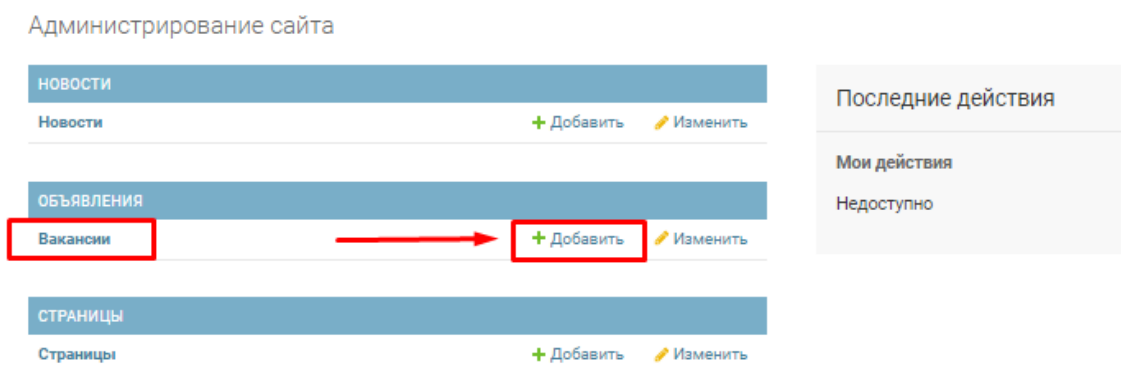 Администрирование сайта
НОВОСТИ
Новости Добавить Изменить
ОБЪЯВЛЕНИЯ
Вакансии Добавить Изменить
СТРАНИЦЫ
Страницы Добавить Изменить
Последние действия
Мои действия
Недоступно